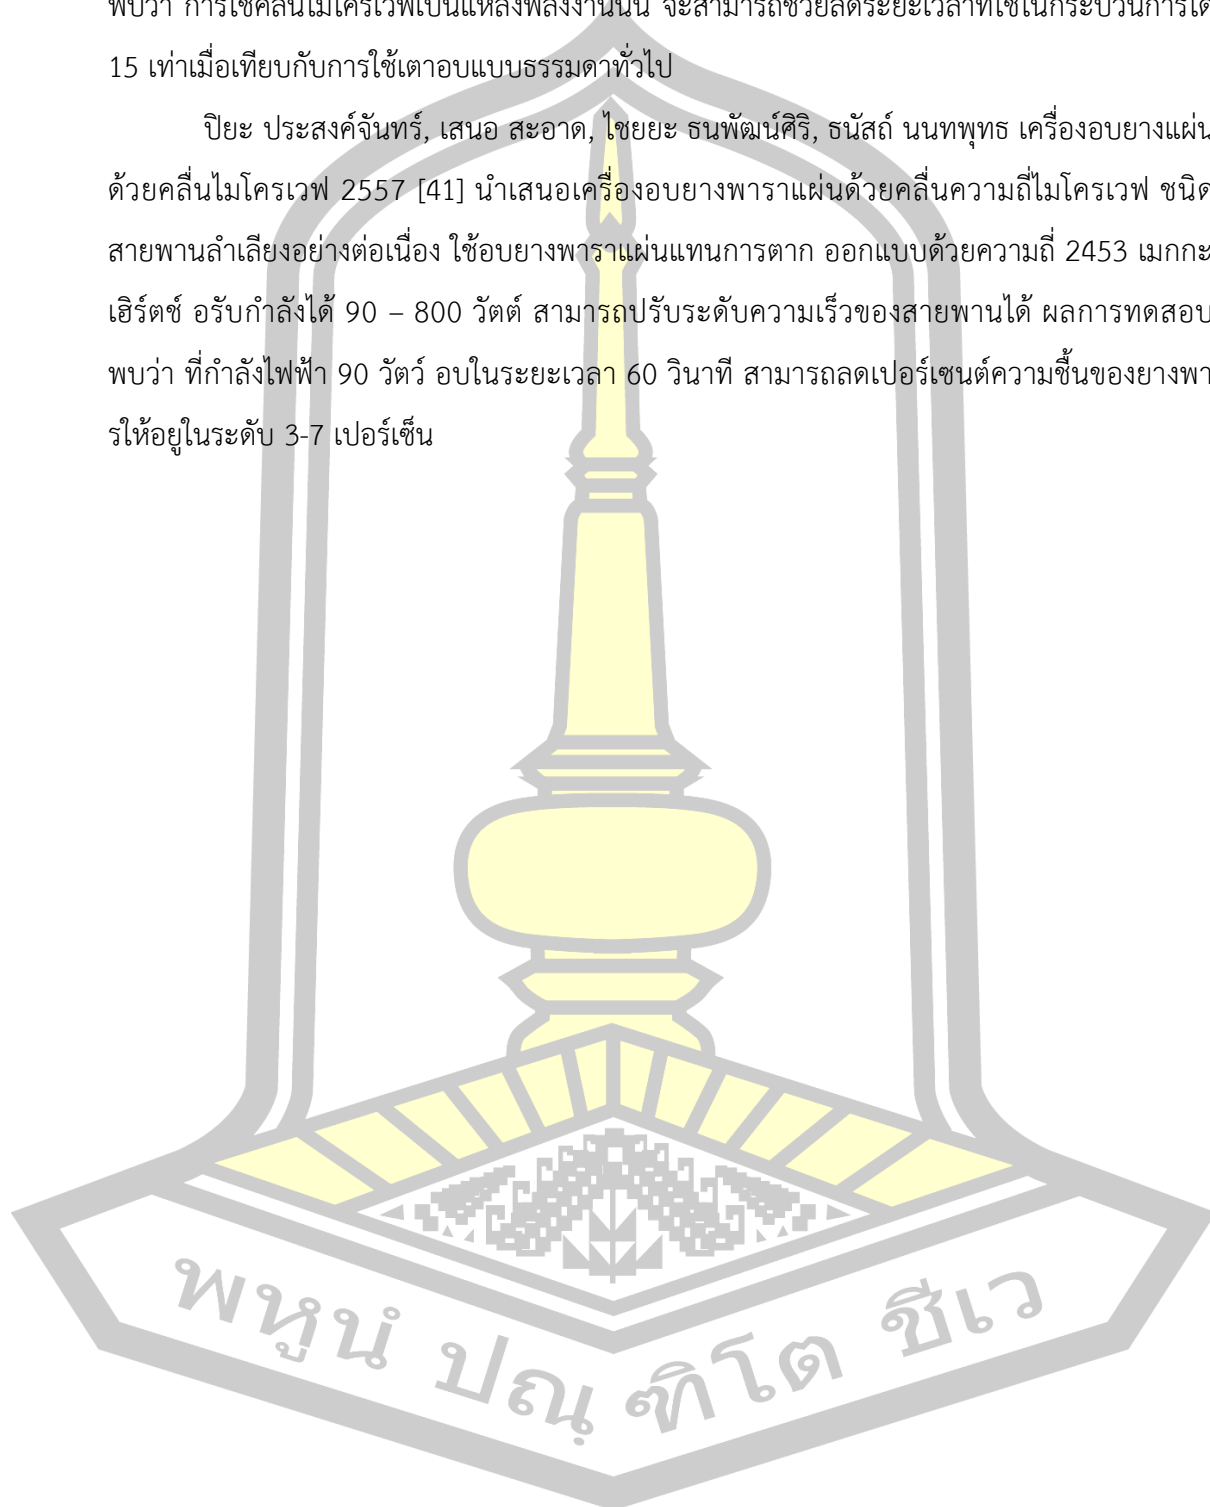 พบว่า การใช้คลื่นไมโครเวฟเป็นแหล่งพลังงานนั้น จะสามารถช่วยลดระยะเวลาที่ใช้ในกระบวนการได้
15 เท่าเมื่อเทียบกับการใช้เตาอบแบบธรรมดาทั่วไป
ปิยะ ประสงค์จันทร์, เสนอ สะอาด, ไชยยะ ธนพัฒน์ศิริ, ธนัสถ์ นนทพุทธ เครื่องอบยางแผ่น
ด้วยคลื่นไมโครเวฟ 2557 [41] นำเสนอเครื่องอบยางพาราแผ่นด้วยคลื่นความถี่ไมโครเวฟ ชนิด
สายพานลำเลียงอย่างต่อเนื่อง ใช้อบยางพาราแผ่นแทนการตาก ออกแบบด้วยความถี่ 2453 เมกกะ
เฮิร์ตซ์ อรับกำลังได้ 90 – 800 วัตต์ สามารถปรับระดับความเร็วของสายพานได้ ผลการทดสอบ
พบว่า ที่กำลังไฟฟ้า 90 วัตว์ อบในระยะเวลา 60 วินาที สามารถลดเปอร์เซนต์ความชื้นของยางพา
รให้อยู่ในระดับ 3-7 เปอร์เซ็น
พหูนํ ปณฺฑิโต ชีเว